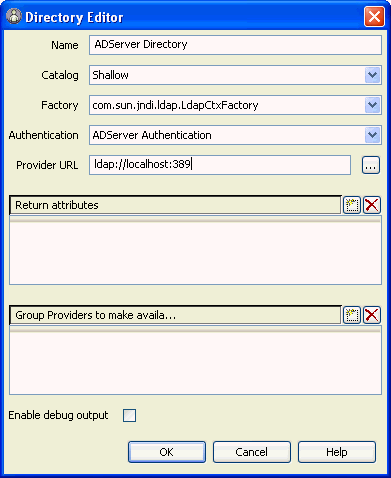 Directory Editor
Name ADServer Directory
Catalog Shallow
Factory com.sun.jndi.ldap.LdapCtxFactory
Authentication ADServer Authentication
Provider URL ldap://localhost:389 ...
Return attributes
Group Providers to make availa...
Enable debug output
OK Cancel Help